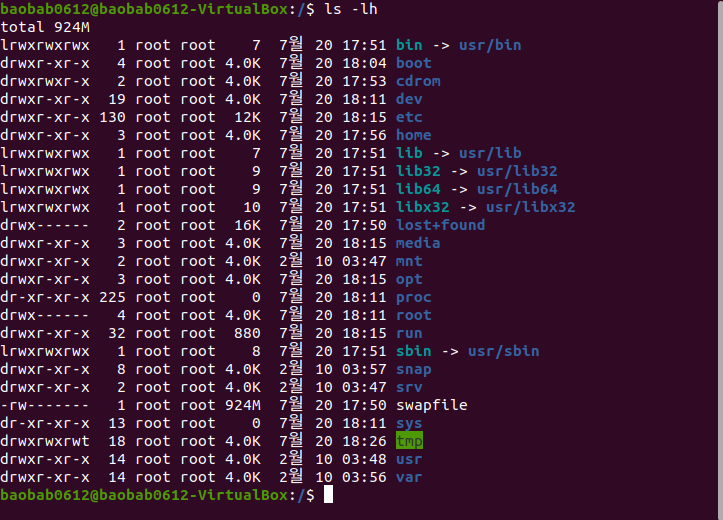 baobab0612@baobab0612-VirtualBox:/$ ls -lh
total 924M
lrwxrwxrwx   1 root root    7  7월  20 17:51 bin -> usr/bin
drwxr-xr-x   4 root root 4.0K  7월  20 18:04 boot
drwxrwxr-x   2 root root 4.0K  7월  20 17:53 cdrom
drwxr-xr-x  19 root root 4.0K  7월  20 18:11 dev
drwxr-xr-x 130 root root  12K  7월  20 18:15 etc
drwxr-xr-x   3 root root 4.0K  7월  20 17:56 home
lrwxrwxrwx   1 root root    7  7월  20 17:51 lib -> usr/lib
lrwxrwxrwx   1 root root    9  7월  20 17:51 lib32 -> usr/lib32
lrwxrwxrwx   1 root root    9  7월  20 17:51 lib64 -> usr/lib64
lrwxrwxrwx   1 root root   10  7월  20 17:51 libx32 -> usr/libx32
drwx------   2 root root  16K  7월  20 17:50 lost+found
drwxr-xr-x   3 root root 4.0K  7월  20 18:15 media
drwxr-xr-x   2 root root 4.0K  2월  10 03:47 mnt
drwxr-xr-x   3 root root 4.0K  7월  20 18:15 opt
dr-xr-xr-x 225 root root    0  7월  20 18:11 proc
drwx------   4 root root 4.0K  7월  20 18:11 root
drwxr-xr-x  32 root root  880  7월  20 18:15 run
lrwxrwxrwx   1 root root    8  7월  20 17:51 sbin -> usr/sbin
drwxr-xr-x   8 root root 4.0K  2월  10 03:57 snap
drwxr-xr-x   2 root root 4.0K  2월  10 03:47 srv
-rw-------   1 root root 924M  7월  20 17:50 swapfile
dr-xr-xr-x  13 root root    0  7월  20 18:11 sys
drwxrwxrwt  18 root root 4.0K  7월  20 18:26 tmp
drwxr-xr-x  14 root root 4.0K  2월  10 03:48 usr
drwxr-xr-x  14 root root 4.0K  2월  10 03:56 var
baobab0612@baobab0612-VirtualBox:/$